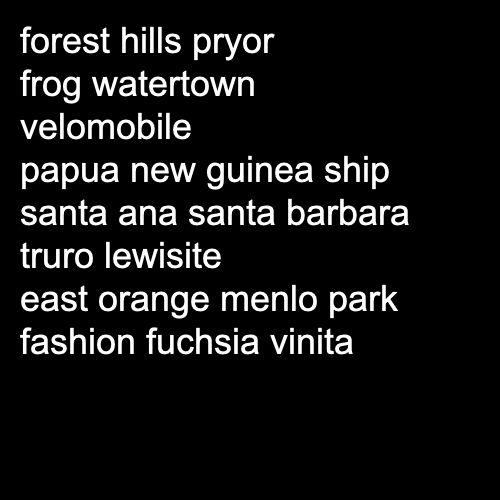 forest hills pryor
frog watertown
velomobile
papua new guinea ship
santa ana santa barbara
truro lewisite
east orange menlo park
fashion fuchsia vinita